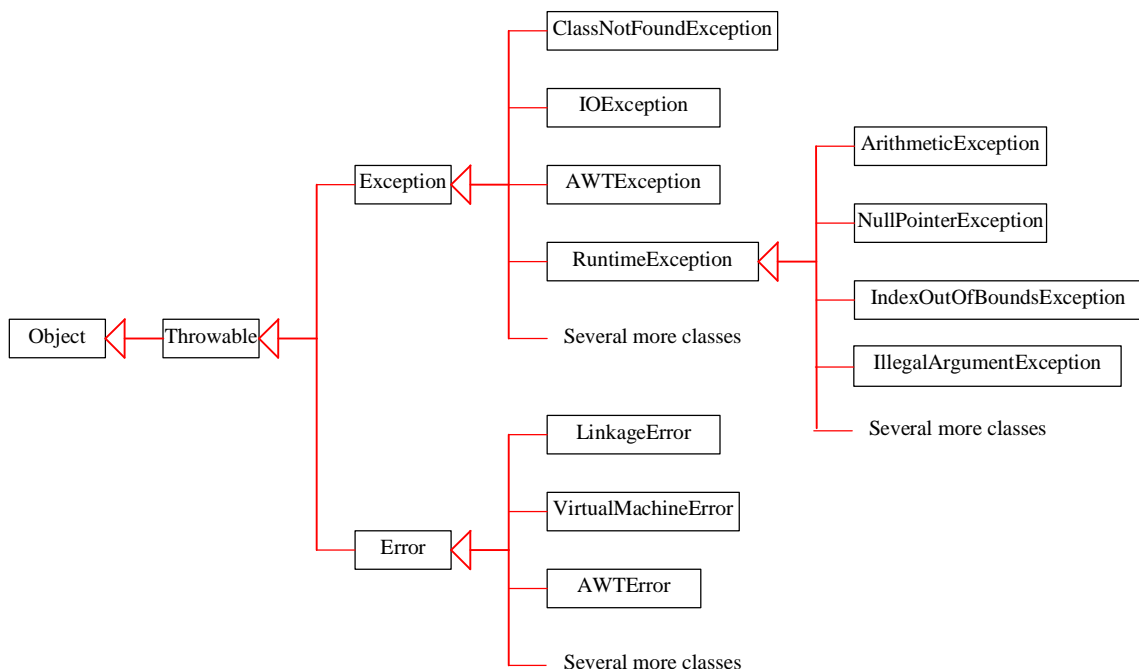 ClassNotFoundException
IOException
ArithmeticException
Exception
AWTException
NullPointerException
RuntimeException
IndexOutOfBoundsException
Object
Throwable
Several more classes
IllegalArgumentException
Several more classes
LinkageError
VirtualMachineError
Error
AWTError
Several more classes